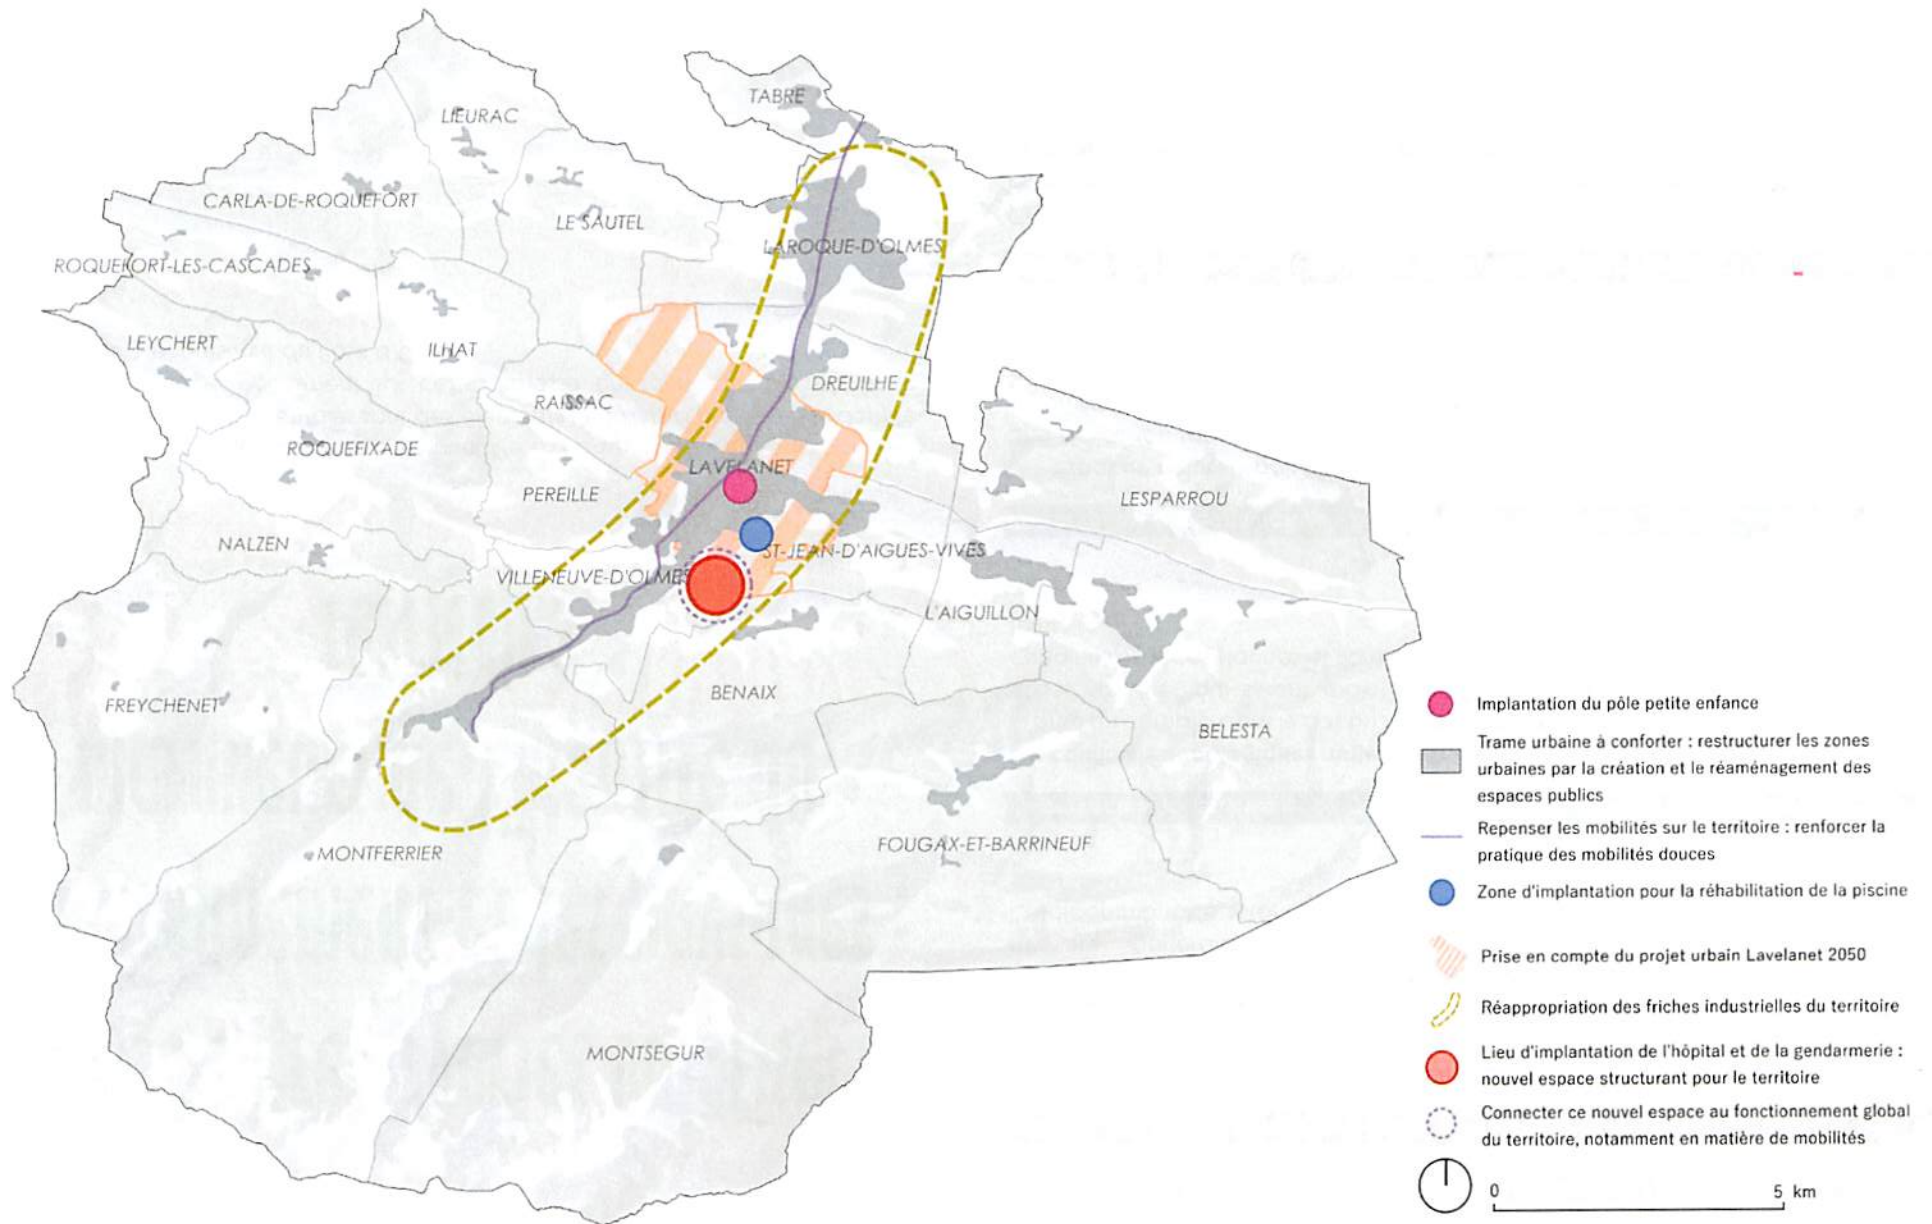 TABRE
LIEURAC
CARLA-DE-ROQUEFORT
LE SAUTEL
LAROQUE-D'OLMES
ROQUEFORT-LES-CASCADES
LEYCHERT
ILHAT
DREUILHE
RAISSAC
ROQUEFIXADE
LAVELANET
PEREILLE
LESPARROU
NALZEN
ST-JEAN-D'AIGUES-VIVES
VILLENEUVE-D'OLMES
L'AIGUILLON
BENAIX
FREYCHENET
BELESTA
FOUGAX-ET-BARRINEUF
MONTFERRIER
MONTSEGUR
Implantation du pôle petite enfance
Trame urbaine à conforter : restructurer les zones
urbaines par la création et le réaménagement des
espaces publics
Repenser les mobilités sur le territoire : renforcer la
pratique des mobilités douces
Zone d'implantation pour la réhabilitation de la piscine
Prise en compte du projet urbain Lavelanet 2050
Réappropriation des friches industrielles du territoire
Lieu d'implantation de l'hôpital et de la gendarmerie :
nouvel espace structurant pour le territoire
Connecter ce nouvel espace au fonctionnement global
du territoire, notamment en matière de mobilités
0 5 km